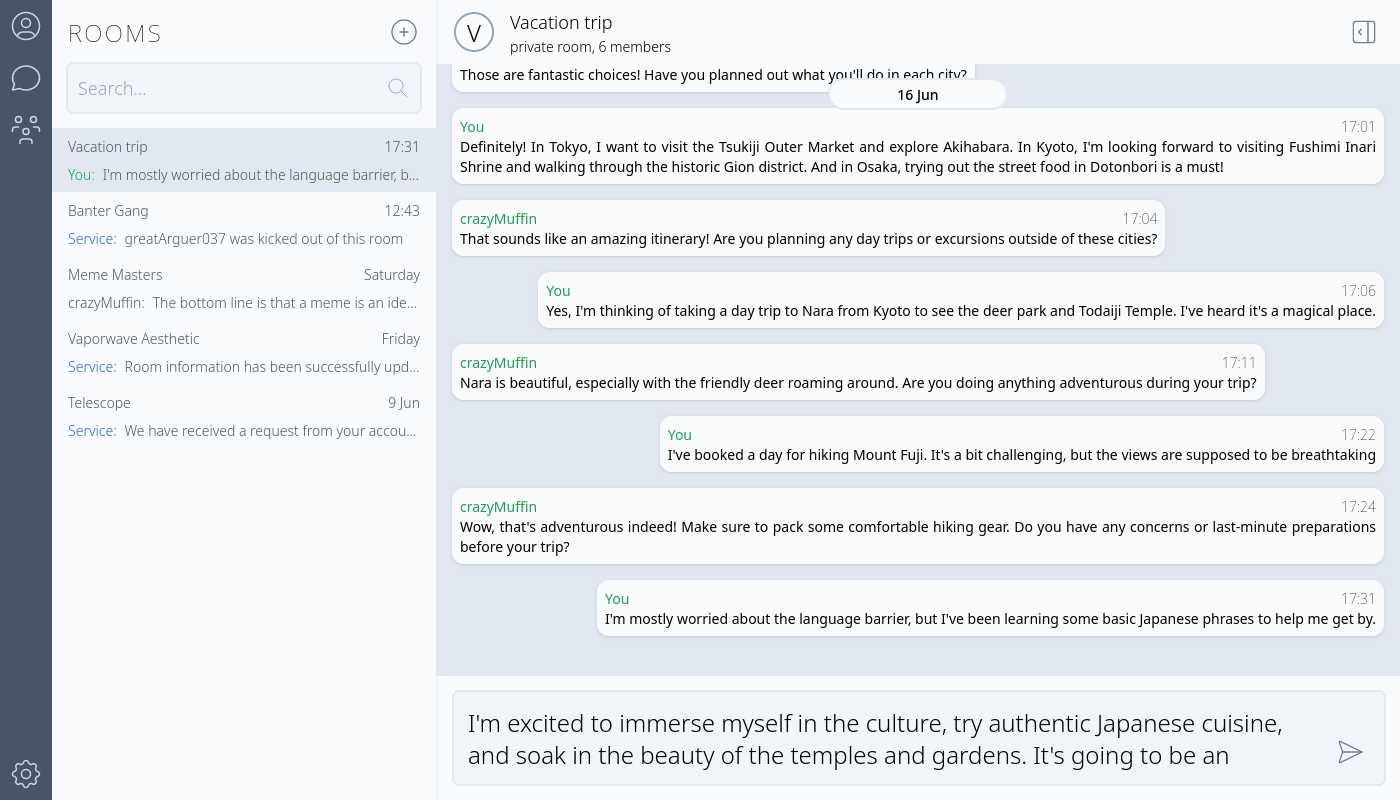 ROOMS
Search...
Vacation trip 17:31
You: I'm mostly worried about the language barrier, b...
Banter Gang 12:43
Service: greatArguer037 was kicked out of this room
Meme Masters Saturday
crazyMuffin: The bottom line is that a meme is an ide...
Vaporwave Aesthetic Friday
Service: Room information has been successfully upd...
Telescope 9 Jun
Service: We have received a request from your accou...
V
Vacation trip
private room, 6 members
Those are fantastic choices! Have you planned out what you'll do in each city?
16 Jun
You 17:01
Definitely! In Tokyo, I want to visit the Tsukiji Outer Market and explore Akihabara. In Kyoto, I'm looking forward to visiting Fushimi Inari
Shrine and walking through the historic Gion district. And in Osaka, trying out the street food in Dotonbori is a must!
crazyMuffin 17:04
That sounds like an amazing itinerary! Are you planning any day trips or excursions outside of these cities?
You 17:06
Yes, I'm thinking of taking a day trip to Nara from Kyoto to see the deer park and Todaiji Temple. I've heard it's a magical place.
crazyMuffin 17:11
Nara is beautiful, especially with the friendly deer roaming around. Are you doing anything adventurous during your trip?
You 17:22
I've booked a day for hiking Mount Fuji. It's a bit challenging, but the views are supposed to be breathtaking
crazyMuffin 17:24
Wow, that's adventurous indeed! Make sure to pack some comfortable hiking gear. Do you have any concerns or last-minute preparations
before your trip?
You 17:31
I'm mostly worried about the language barrier, but I've been learning some basic Japanese phrases to help me get by.
I'm excited to immerse myself in the culture, try authentic Japanese cuisine,
and soak in the beauty of the temples and gardens. It's going to be an